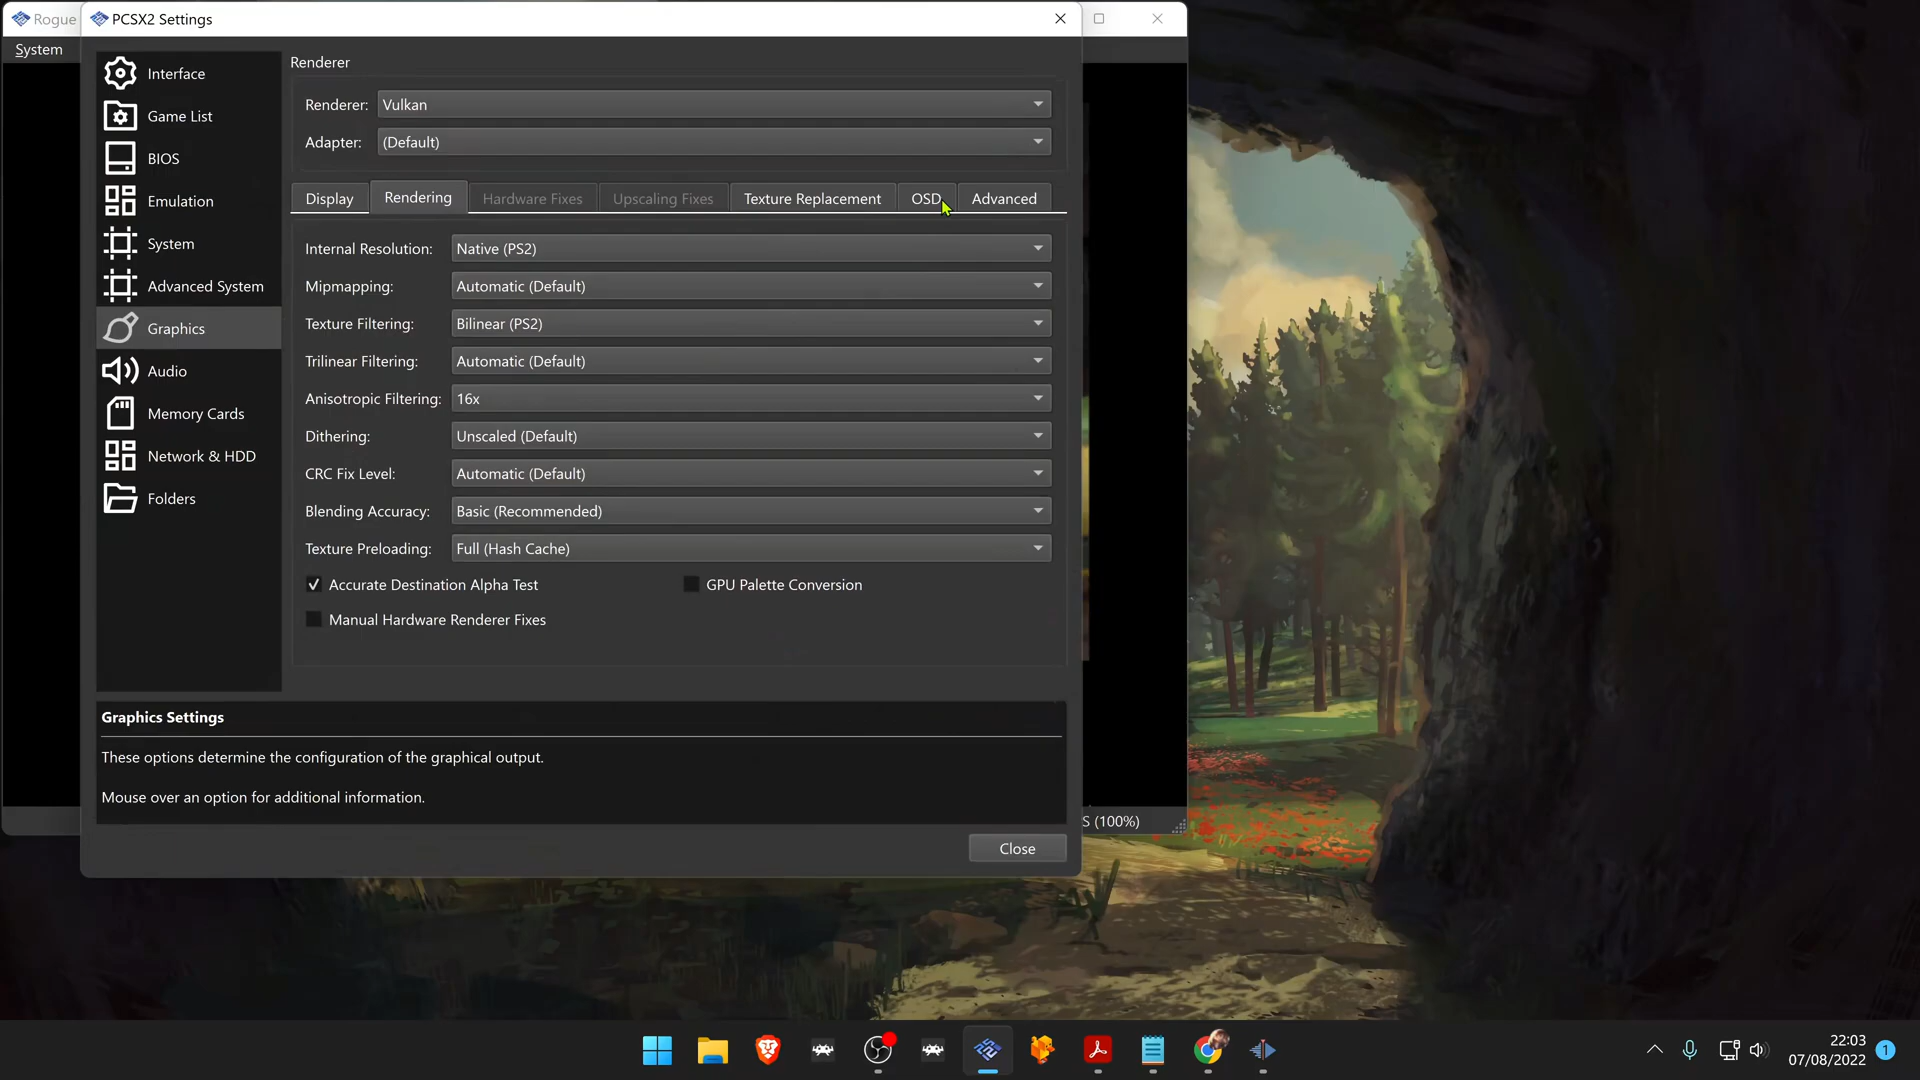 Rogue
PCSX2 Settings
System
Interface
Game List
BIOS
Emulation
System
Advanced System
Graphics
Audio
Memory Cards
Network & HDD
Folders
Renderer
Renderer: Vulkan
Adapter: (Default)
Display Rendering Hardware Fixes Upscaling Fixes Texture Replacement OSD Advanced
Internal Resolution: Native (PS2)
Mipmapping: Automatic (Default)
Texture Filtering: Bilinear (PS2)
Trilinear Filtering: Automatic (Default)
Anisotropic Filtering: 16x
Dithering: Unscaled (Default)
CRC Fix Level: Automatic (Default)
Blending Accuracy: Basic (Recommended)
Texture Preloading: Full (Hash Cache)
Accurate Destination Alpha Test GPU Palette Conversion
Manual Hardware Renderer Fixes
Graphics Settings
These options determine the configuration of the graphical output.
Mouse over an option for additional information.
S (100%)
Close
22:03
07/08/2022
1